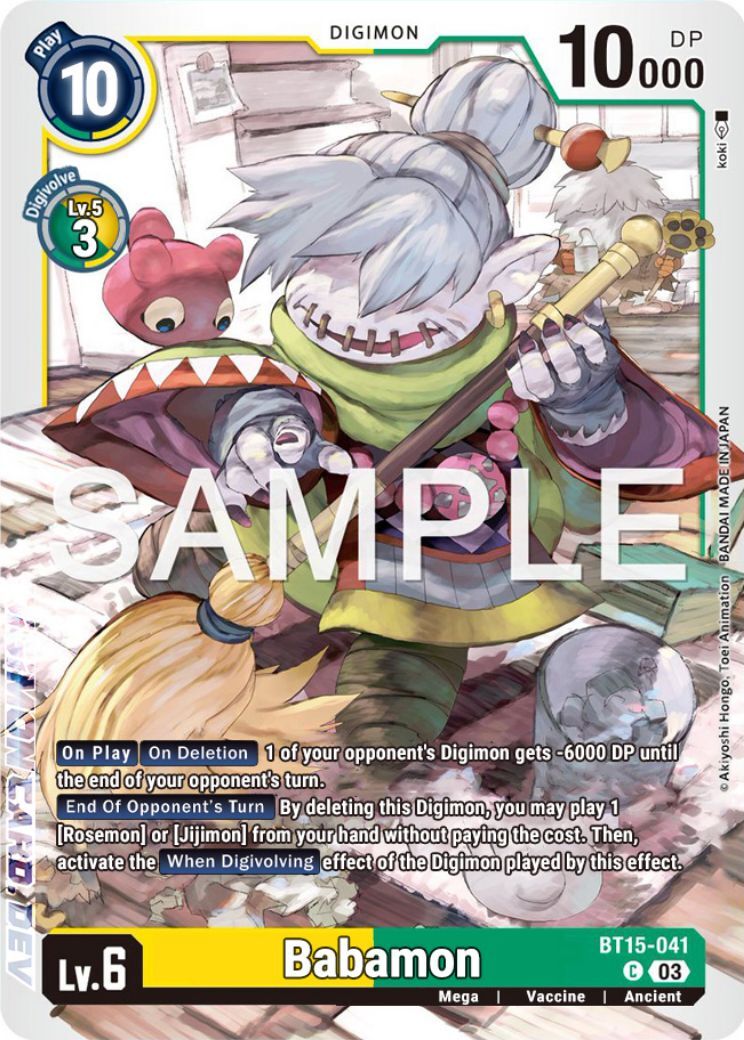 DIGIMON
Play
10
DP
10000
koki
Digivolve
Lv.5
3
SAMPLE
©Akiyoshi Hongo, Toei Animation BANDAI MADE IN JAPAN
On Play On Deletion 1 of your opponent's Digimon gets -6000 DP until
the end of your opponent's turn.
End Of Opponent's Turn By deleting this Digimon, you may play 1
[Rosemon] or [Jijimon] from your hand without paying the cost. Then,
activate the When Digivolving effect of the Digimon played by this effect.
Lv.6
Babamon
BT15-041
C 03
Mega | Vaccine | Ancient